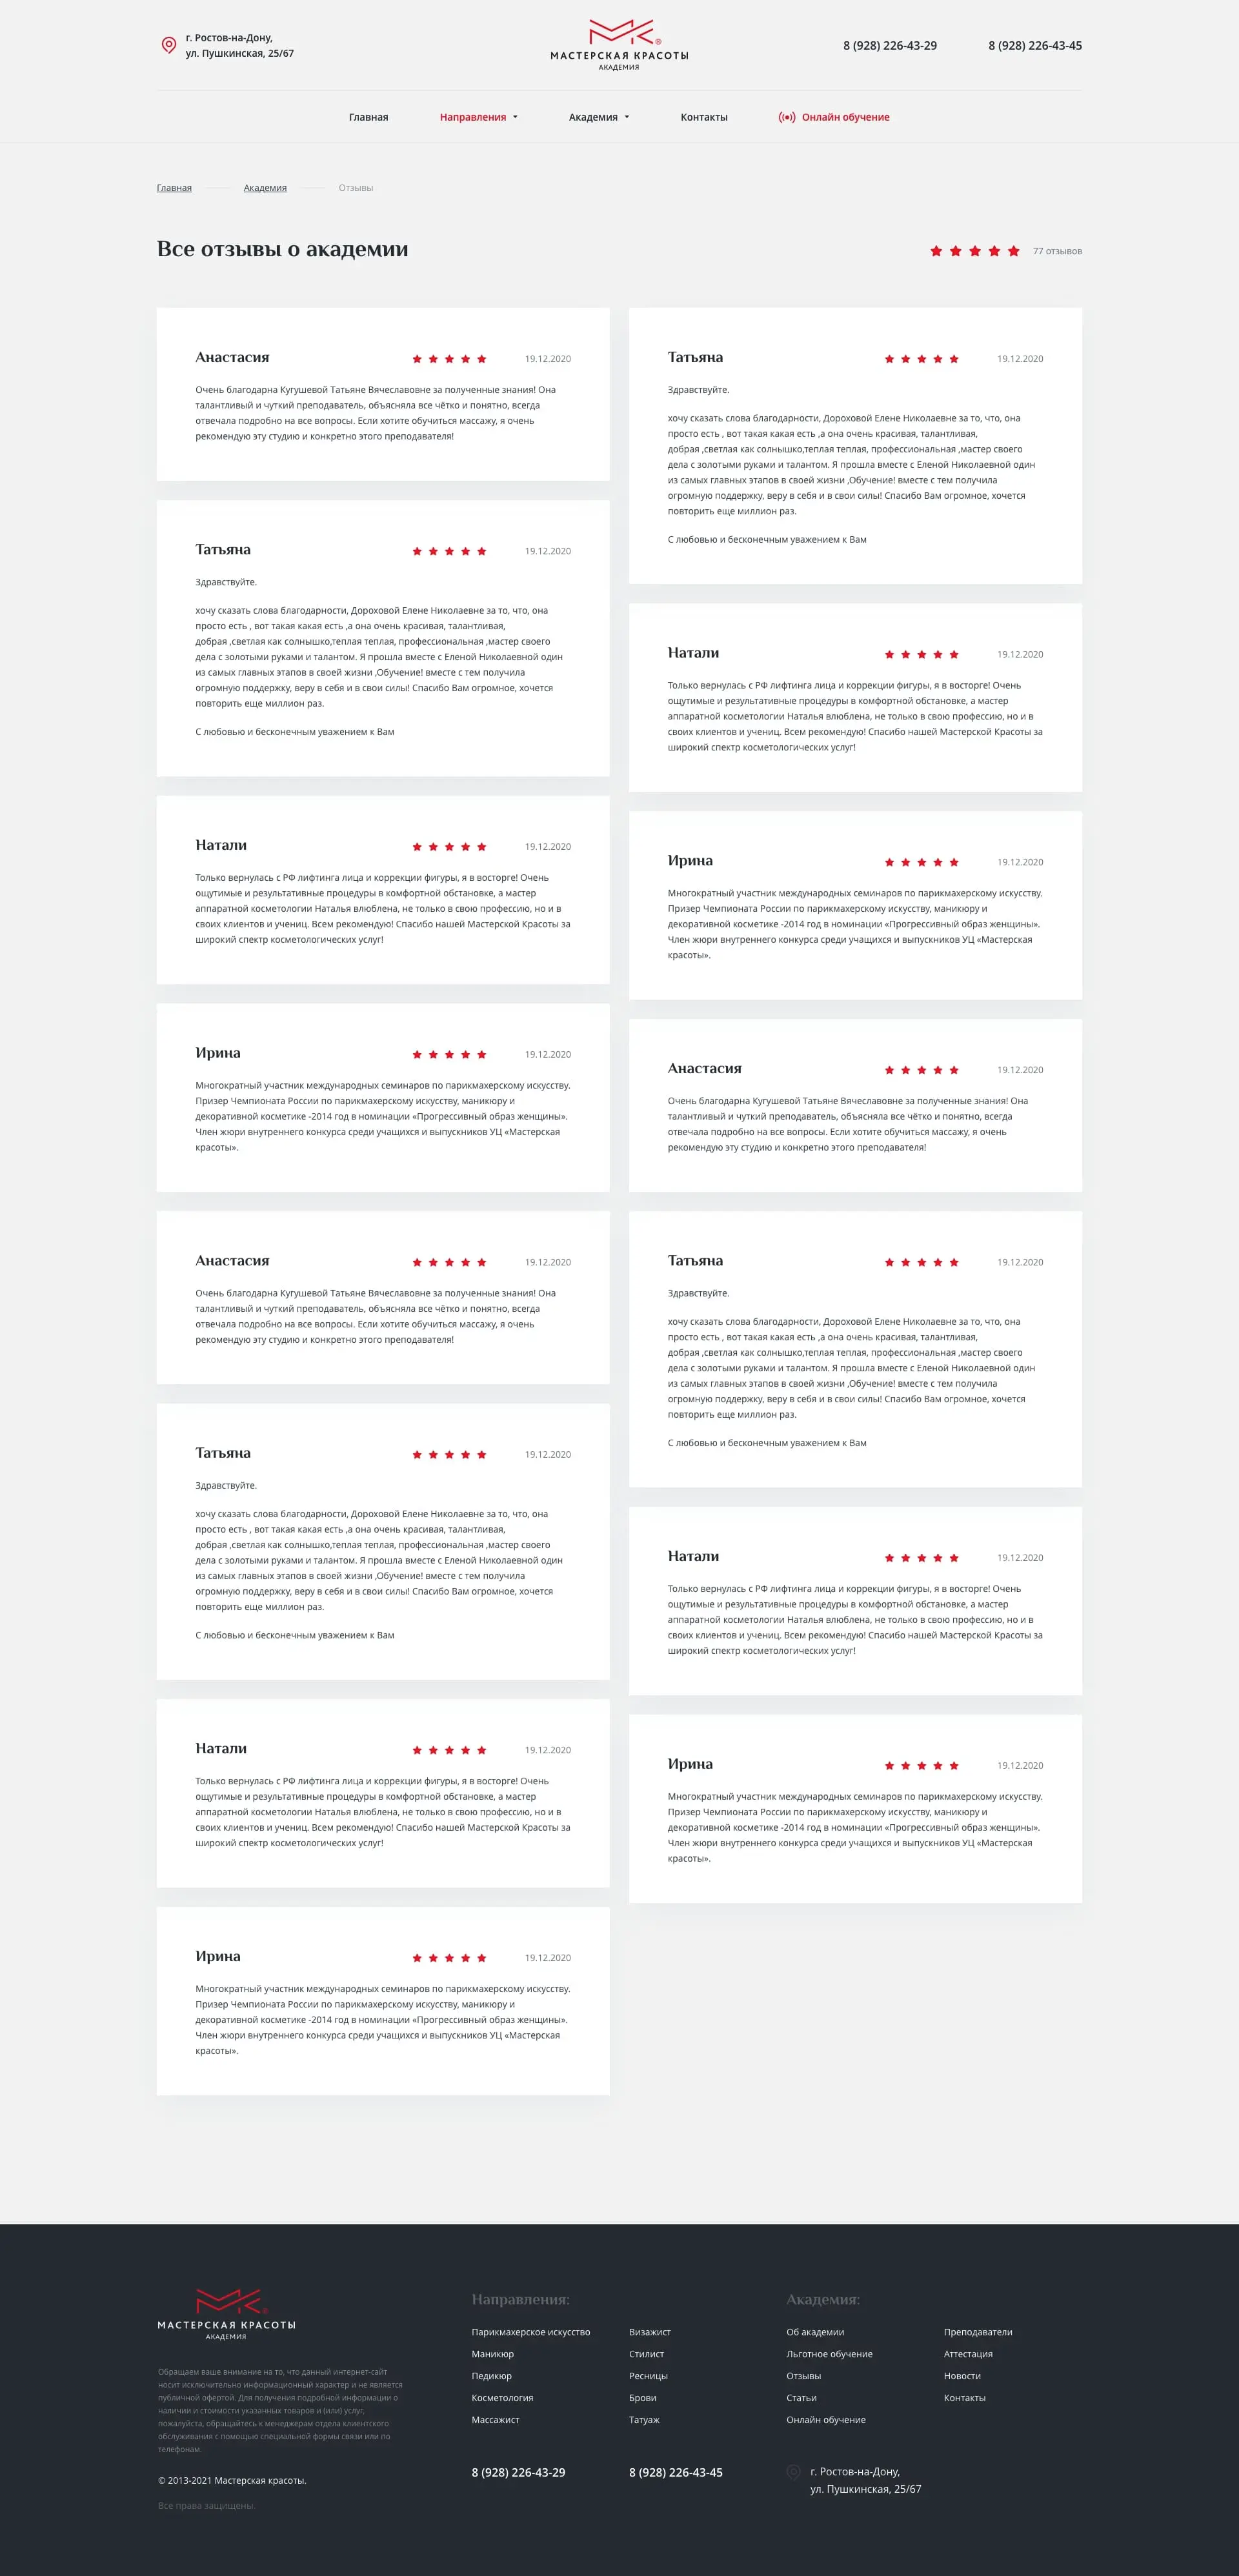 г. Ростов-на-Дону,
ул. Пушкинская, 25/67
МАСТЕРСКАЯ КРАСОТЫ
АКАДЕМИЯ
8 (928) 226-43-29
8 (928) 226-43-45
Главная
Направления
Академия
Контакты
Онлайн обучение
Главная
Академия
Отзывы
Все отзывы о академии
77 отзывов
Анастасия
19.12.2020
Очень благодарна Кугушевой Татьяне Вячеславовне за полученные знания! Она
талантливый и чуткий преподаватель, объясняла все чётко и понятно, всегда
отвечала подробно на все вопросы. Если хотите обучиться массажу, я очень
рекомендую эту студию и конкретно этого преподавателя!
Татьяна
19.12.2020
Здравствуйте.
хочу сказать слова благодарности, Дороховой Елене Николаевне за то, что, она
просто есть , вот такая какая есть ,а она очень красивая, талантливая,
добрая ,светлая как солнышко,теплая теплая, профессиональная ,мастер своего
дела с золотыми руками и талантом. Я прошла вместе с Еленой Николаевной один
из самых главных этапов в своей жизни ,Обучение! вместе с тем получила
огромную поддержку, веру в себя и в свои силы! Спасибо Вам огромное, хочется
повторить еще миллион раз.
С любовью и бесконечным уважением к Вам
Натали
19.12.2020
Только вернулась с РФ лифтинга лица и коррекции фигуры, я в восторге! Очень
ощутимые и результативные процедуры в комфортной обстановке, а мастер
аппаратной косметологии Наталья влюблена, не только в свою профессию, но и в
своих клиентов и учениц. Всем рекомендую! Спасибо нашей Мастерской Красоты за
широкий спектр косметологических услуг!
Ирина
19.12.2020
Многократный участник международных семинаров по парикмахерскому искусству.
Призер Чемпионата России по парикмахерскому искусству, маникюру и
декоративной косметике -2014 год в номинации «Прогрессивный образ женщины».
Член жюри внутреннего конкурса среди учащихся и выпускников УЦ «Мастерская
красоты».
Анастасия
19.12.2020
Очень благодарна Кугушевой Татьяне Вячеславовне за полученные знания! Она
талантливый и чуткий преподаватель, объясняла все чётко и понятно, всегда
отвечала подробно на все вопросы. Если хотите обучиться массажу, я очень
рекомендую эту студию и конкретно этого преподавателя!
Татьяна
19.12.2020
Здравствуйте.
хочу сказать слова благодарности, Дороховой Елене Николаевне за то, что, она
просто есть , вот такая какая есть ,а она очень красивая, талантливая,
добрая ,светлая как солнышко,теплая теплая, профессиональная ,мастер своего
дела с золотыми руками и талантом. Я прошла вместе с Еленой Николаевной один
из самых главных этапов в своей жизни ,Обучение! вместе с тем получила
огромную поддержку, веру в себя и в свои силы! Спасибо Вам огромное, хочется
повторить еще миллион раз.
С любовью и бесконечным уважением к Вам
Натали
19.12.2020
Только вернулась с РФ лифтинга лица и коррекции фигуры, я в восторге! Очень
ощутимые и результативные процедуры в комфортной обстановке, а мастер
аппаратной косметологии Наталья влюблена, не только в свою профессию, но и в
своих клиентов и учениц. Всем рекомендую! Спасибо нашей Мастерской Красоты за
широкий спектр косметологических услуг!
Ирина
19.12.2020
Многократный участник международных семинаров по парикмахерскому искусству.
Призер Чемпионата России по парикмахерскому искусству, маникюру и
декоративной косметике -2014 год в номинации «Прогрессивный образ женщины».
Член жюри внутреннего конкурса среди учащихся и выпускников УЦ «Мастерская
красоты».
Татьяна
19.12.2020
Здравствуйте.
хочу сказать слова благодарности, Дороховой Елене Николаевне за то, что, она
просто есть , вот такая какая есть ,а она очень красивая, талантливая,
добрая ,светлая как солнышко,теплая теплая, профессиональная ,мастер своего
дела с золотыми руками и талантом. Я прошла вместе с Еленой Николаевной один
из самых главных этапов в своей жизни ,Обучение! вместе с тем получила
огромную поддержку, веру в себя и в свои силы! Спасибо Вам огромное, хочется
повторить еще миллион раз.
С любовью и бесконечным уважением к Вам
Натали
19.12.2020
Только вернулась с РФ лифтинга лица и коррекции фигуры, я в восторге! Очень
ощутимые и результативные процедуры в комфортной обстановке, а мастер
аппаратной косметологии Наталья влюблена, не только в свою профессию, но и в
своих клиентов и учениц. Всем рекомендую! Спасибо нашей Мастерской Красоты за
широкий спектр косметологических услуг!
Ирина
19.12.2020
Многократный участник международных семинаров по парикмахерскому искусству.
Призер Чемпионата России по парикмахерскому искусству, маникюру и
декоративной косметике -2014 год в номинации «Прогрессивный образ женщины».
Член жюри внутреннего конкурса среди учащихся и выпускников УЦ «Мастерская
красоты».
Анастасия
19.12.2020
Очень благодарна Кугушевой Татьяне Вячеславовне за полученные знания! Она
талантливый и чуткий преподаватель, объясняла все чётко и понятно, всегда
отвечала подробно на все вопросы. Если хотите обучиться массажу, я очень
рекомендую эту студию и конкретно этого преподавателя!
Татьяна
19.12.2020
Здравствуйте.
хочу сказать слова благодарности, Дороховой Елене Николаевне за то, что, она
просто есть , вот такая какая есть ,а она очень красивая, талантливая,
добрая ,светлая как солнышко,теплая теплая, профессиональная ,мастер своего
дела с золотыми руками и талантом. Я прошла вместе с Еленой Николаевной один
из самых главных этапов в своей жизни ,Обучение! вместе с тем получила
огромную поддержку, веру в себя и в свои силы! Спасибо Вам огромное, хочется
повторить еще миллион раз.
С любовью и бесконечным уважением к Вам
Натали
19.12.2020
Только вернулась с РФ лифтинга лица и коррекции фигуры, я в восторге! Очень
ощутимые и результативные процедуры в комфортной обстановке, а мастер
аппаратной косметологии Наталья влюблена, не только в свою профессию, но и в
своих клиентов и учениц. Всем рекомендую! Спасибо нашей Мастерской Красоты за
широкий спектр косметологических услуг!
Ирина
19.12.2020
Многократный участник международных семинаров по парикмахерскому искусству.
Призер Чемпионата России по парикмахерскому искусству, маникюру и
декоративной косметике -2014 год в номинации «Прогрессивный образ женщины».
Член жюри внутреннего конкурса среди учащихся и выпускников УЦ «Мастерская
красоты».
МАСТЕРСКАЯ КРАСОТЫ
АКАДЕМИЯ
Обращаем ваше внимание на то, что данный интернет-сайт
носит исключительно информационный характер и не является
публичной офертой. Для получения подробной информации о
наличии и стоимости указанных товаров и (или) услуг,
пожалуйста, обращайтесь к менеджерам отдела клиентского
обслуживания с помощью специальной формы связи или по
телефонам.
© 2013-2021 Мастерская красоты.
Все права защищены.
Направления:
Парикмахерское искусство
Маникюр
Педикюр
Косметология
Массажист
Визажист
Стилист
Ресницы
Брови
Татуаж
8 (928) 226-43-29
8 (928) 226-43-45
Академия:
Об академии
Льготное обучение
Отзывы
Статьи
Онлайн обучение
Преподаватели
Аттестация
Новости
Контакты
г. Ростов-на-Дону,
ул. Пушкинская, 25/67